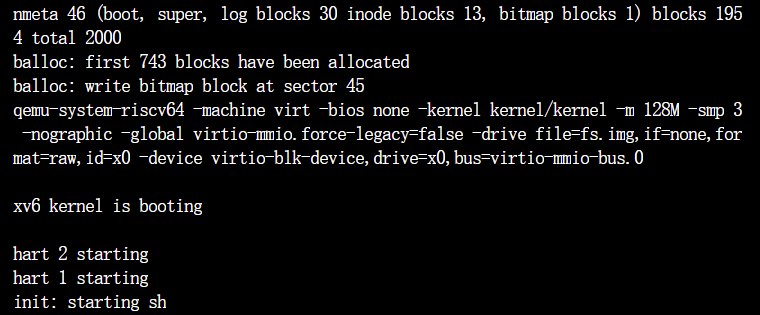 nmeta 46 (boot, super, log blocks 30 inode blocks 13, bitmap blocks 1) blocks 195
4 total 2000
balloc: first 743 blocks have been allocated
balloc: write bitmap block at sector 45
qemu-system-riscv64 -machine virt -bios none -kernel kernel/kernel -m 128M -smp 3
 -nographic -global virtio-mmio.force-legacy=false -drive file=fs.img,if=none,for
mat=raw,id=x0 -device virtio-blk-device,drive=x0,bus=virtio-mmio-bus.0
xv6 kernel is booting
hart 2 starting
hart 1 starting
init: starting sh